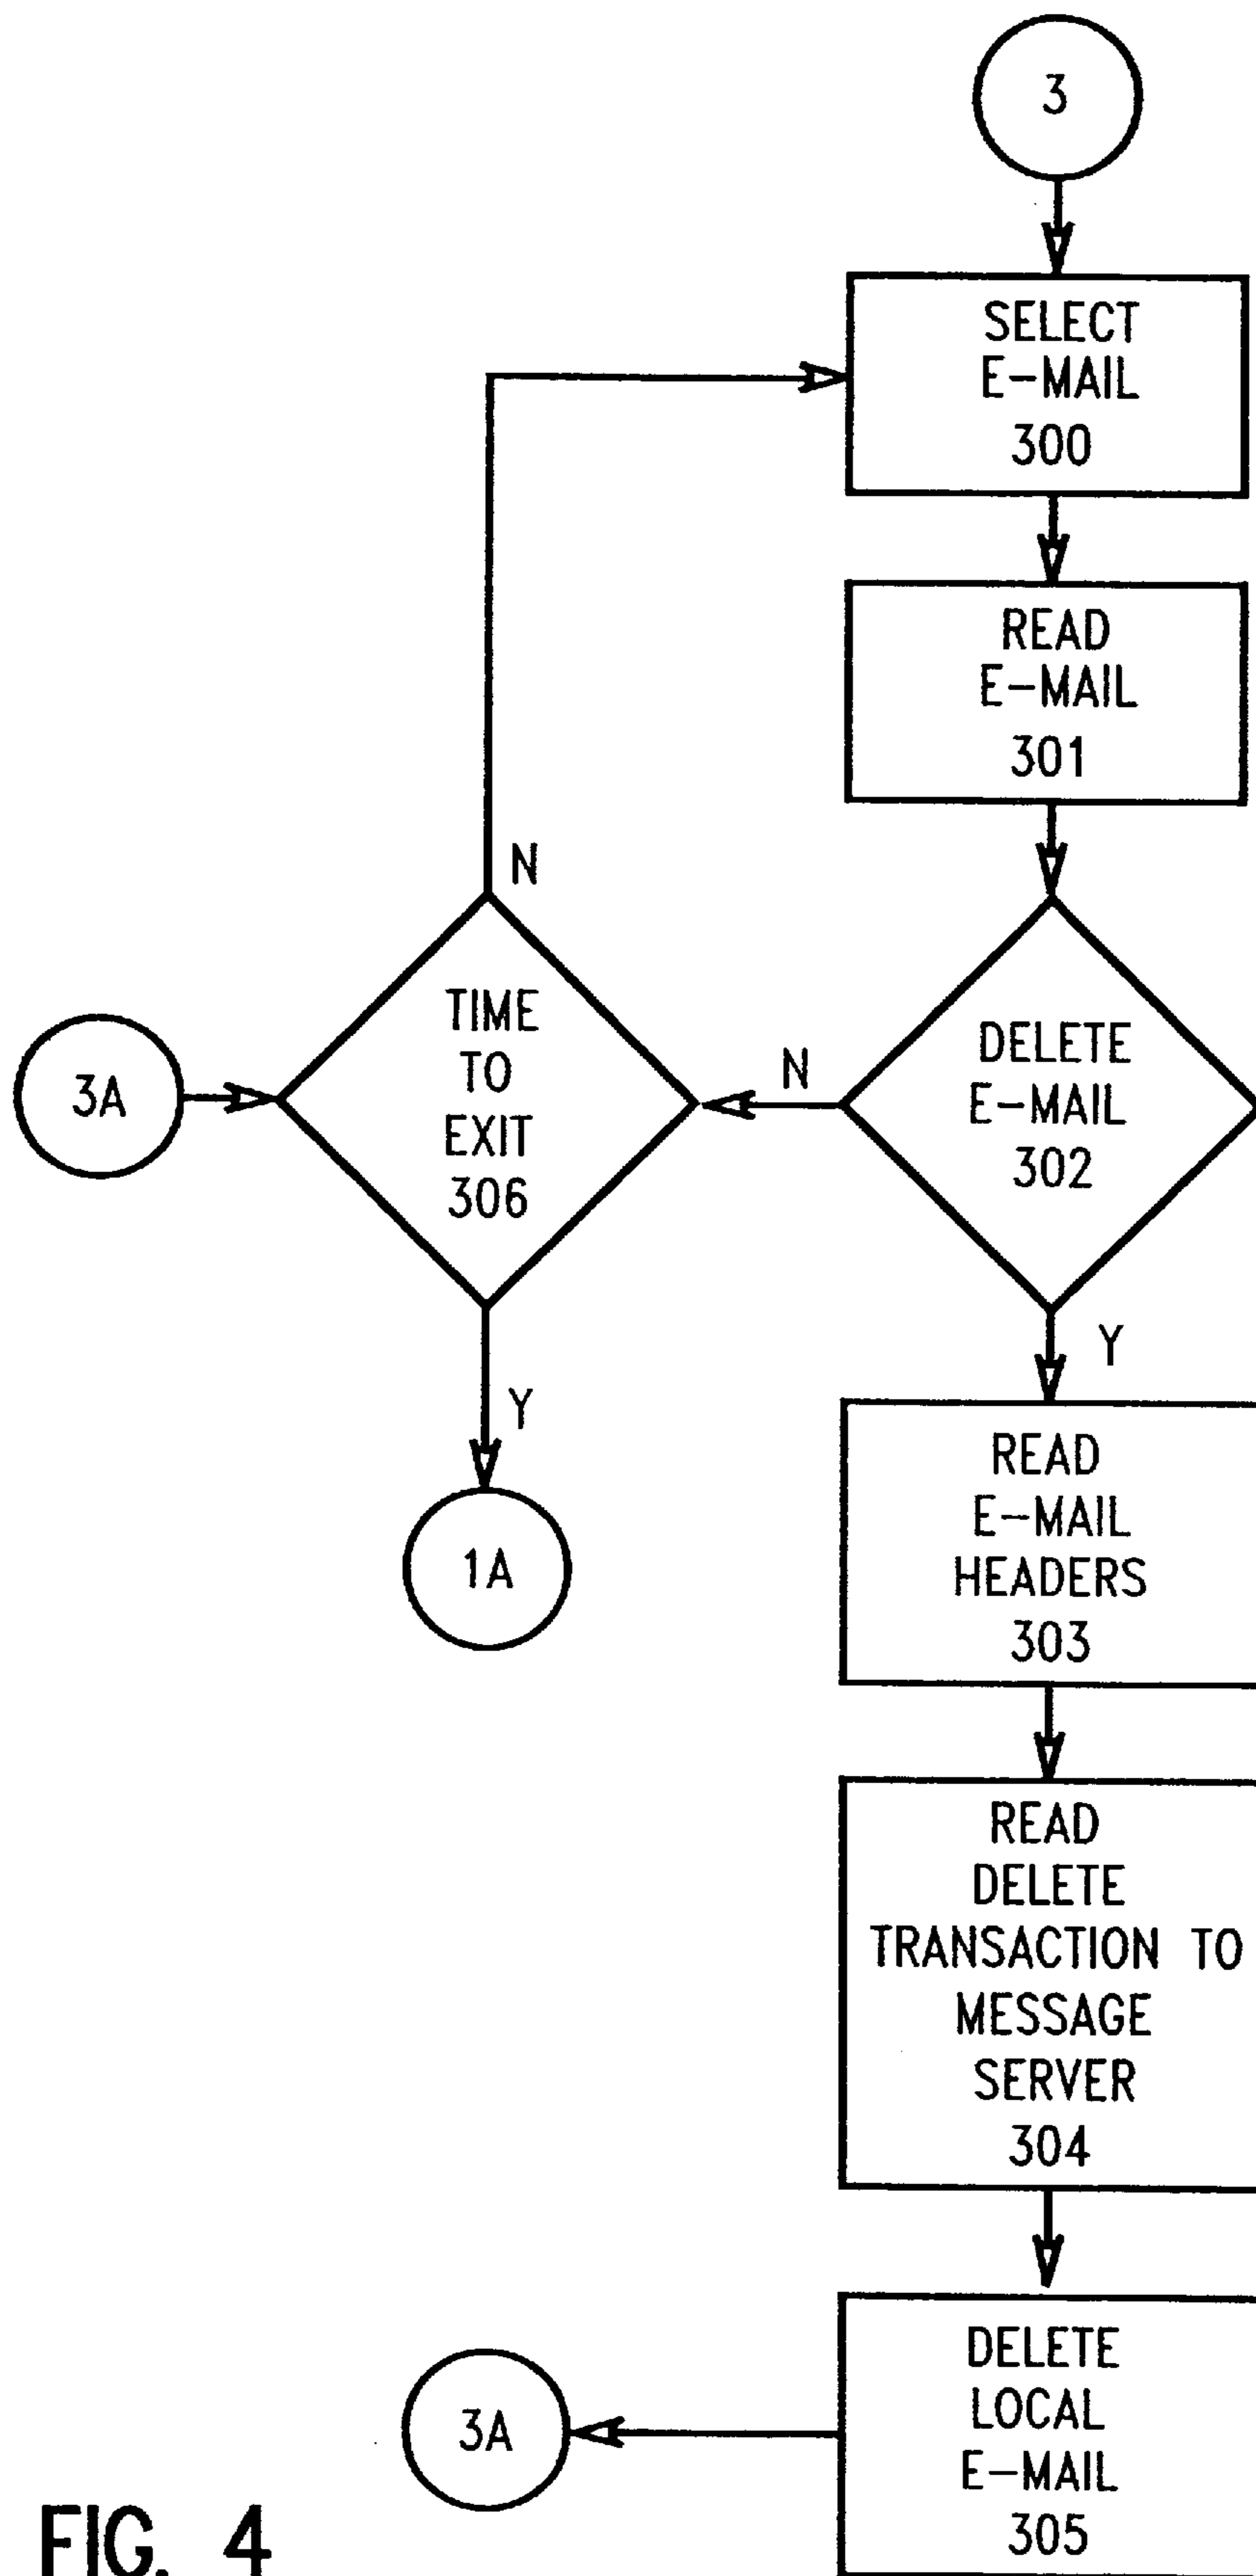 3
SELECT
E-MAIL
300
READ
E-MAIL
301
N
TIME
TO
EXIT
306
3A
N
DELETE
E-MAIL
302
Y
Y
1A
READ
E-MAIL
HEADERS
303
READ
DELETE
TRANSACTION TO
MESSAGE
SERVER
304
DELETE
LOCAL
E-MAIL
305
3A
FIG. 4